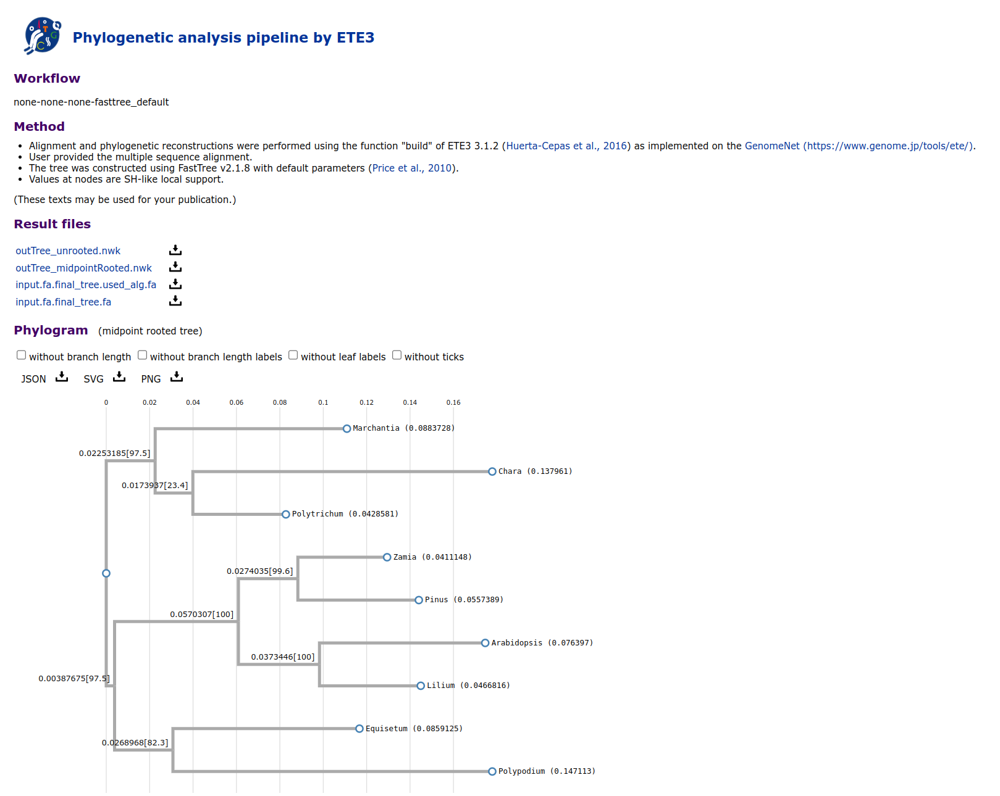 Phylogenetic analysis pipeline by ETE3
Workflow
none-none-none-fasttree_default
Method
• Alignment and phylogenetic reconstructions were performed using the function "build" of ETE3 3.1.2 (Huerta-Cepas et al., 2016) as implemented on the GenomeNet (https://www.genome.jp/tools/ete/).
• User provided the multiple sequence alignment.
• The tree was constructed using FastTree v2.1.8 with default parameters (Price et al., 2010).
• Values at nodes are SH-like local support.
(These texts may be used for your publication.)
Result files
outTree_unrooted.nwk
outTree_midpointRooted.nwk
input.fa.final_tree.used_alg.fa
input.fa.final_tree.fa
Phylogram (midpoint rooted tree)
without branch length without branch length labels without leaf labels without ticks
JSON SVG PNG
0 0.02 0.04 0.06 0.08 0.1 0.12 0.14 0.16
Marchantia (0.0883728)
0.02253185[97.5]
Chara (0.137961)
0.0173937[23.4]
Polytrichum (0.0428581)
Zamia (0.0411148)
0.0274035[99.6]
Pinus (0.0557389)
0.0570307[100]
Arabidopsis (0.076397)
0.0373446[100]
0.00387675[97.5]
Lilium (0.0466816)
Equisetum (0.0859125)
0.0268968[82.3]
Polypodium (0.147113)